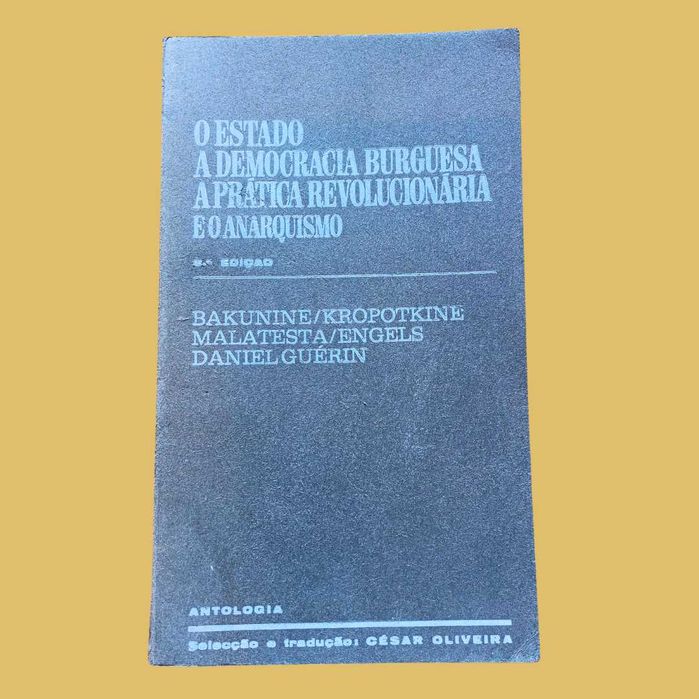 O ESTADO
A DEMOCRACIA BURGUESA
A PRÁTICA REVOLUCIONÁRIA
E O ANARQUISMO
EDIÇÃO
BAKUNINE/KROPOTKINE
MALATESTA/ENGELS
DANIEL GUÉRIN
ANTOLOGIA
Selecção e tradução: CÉSAR OLIVEIRA